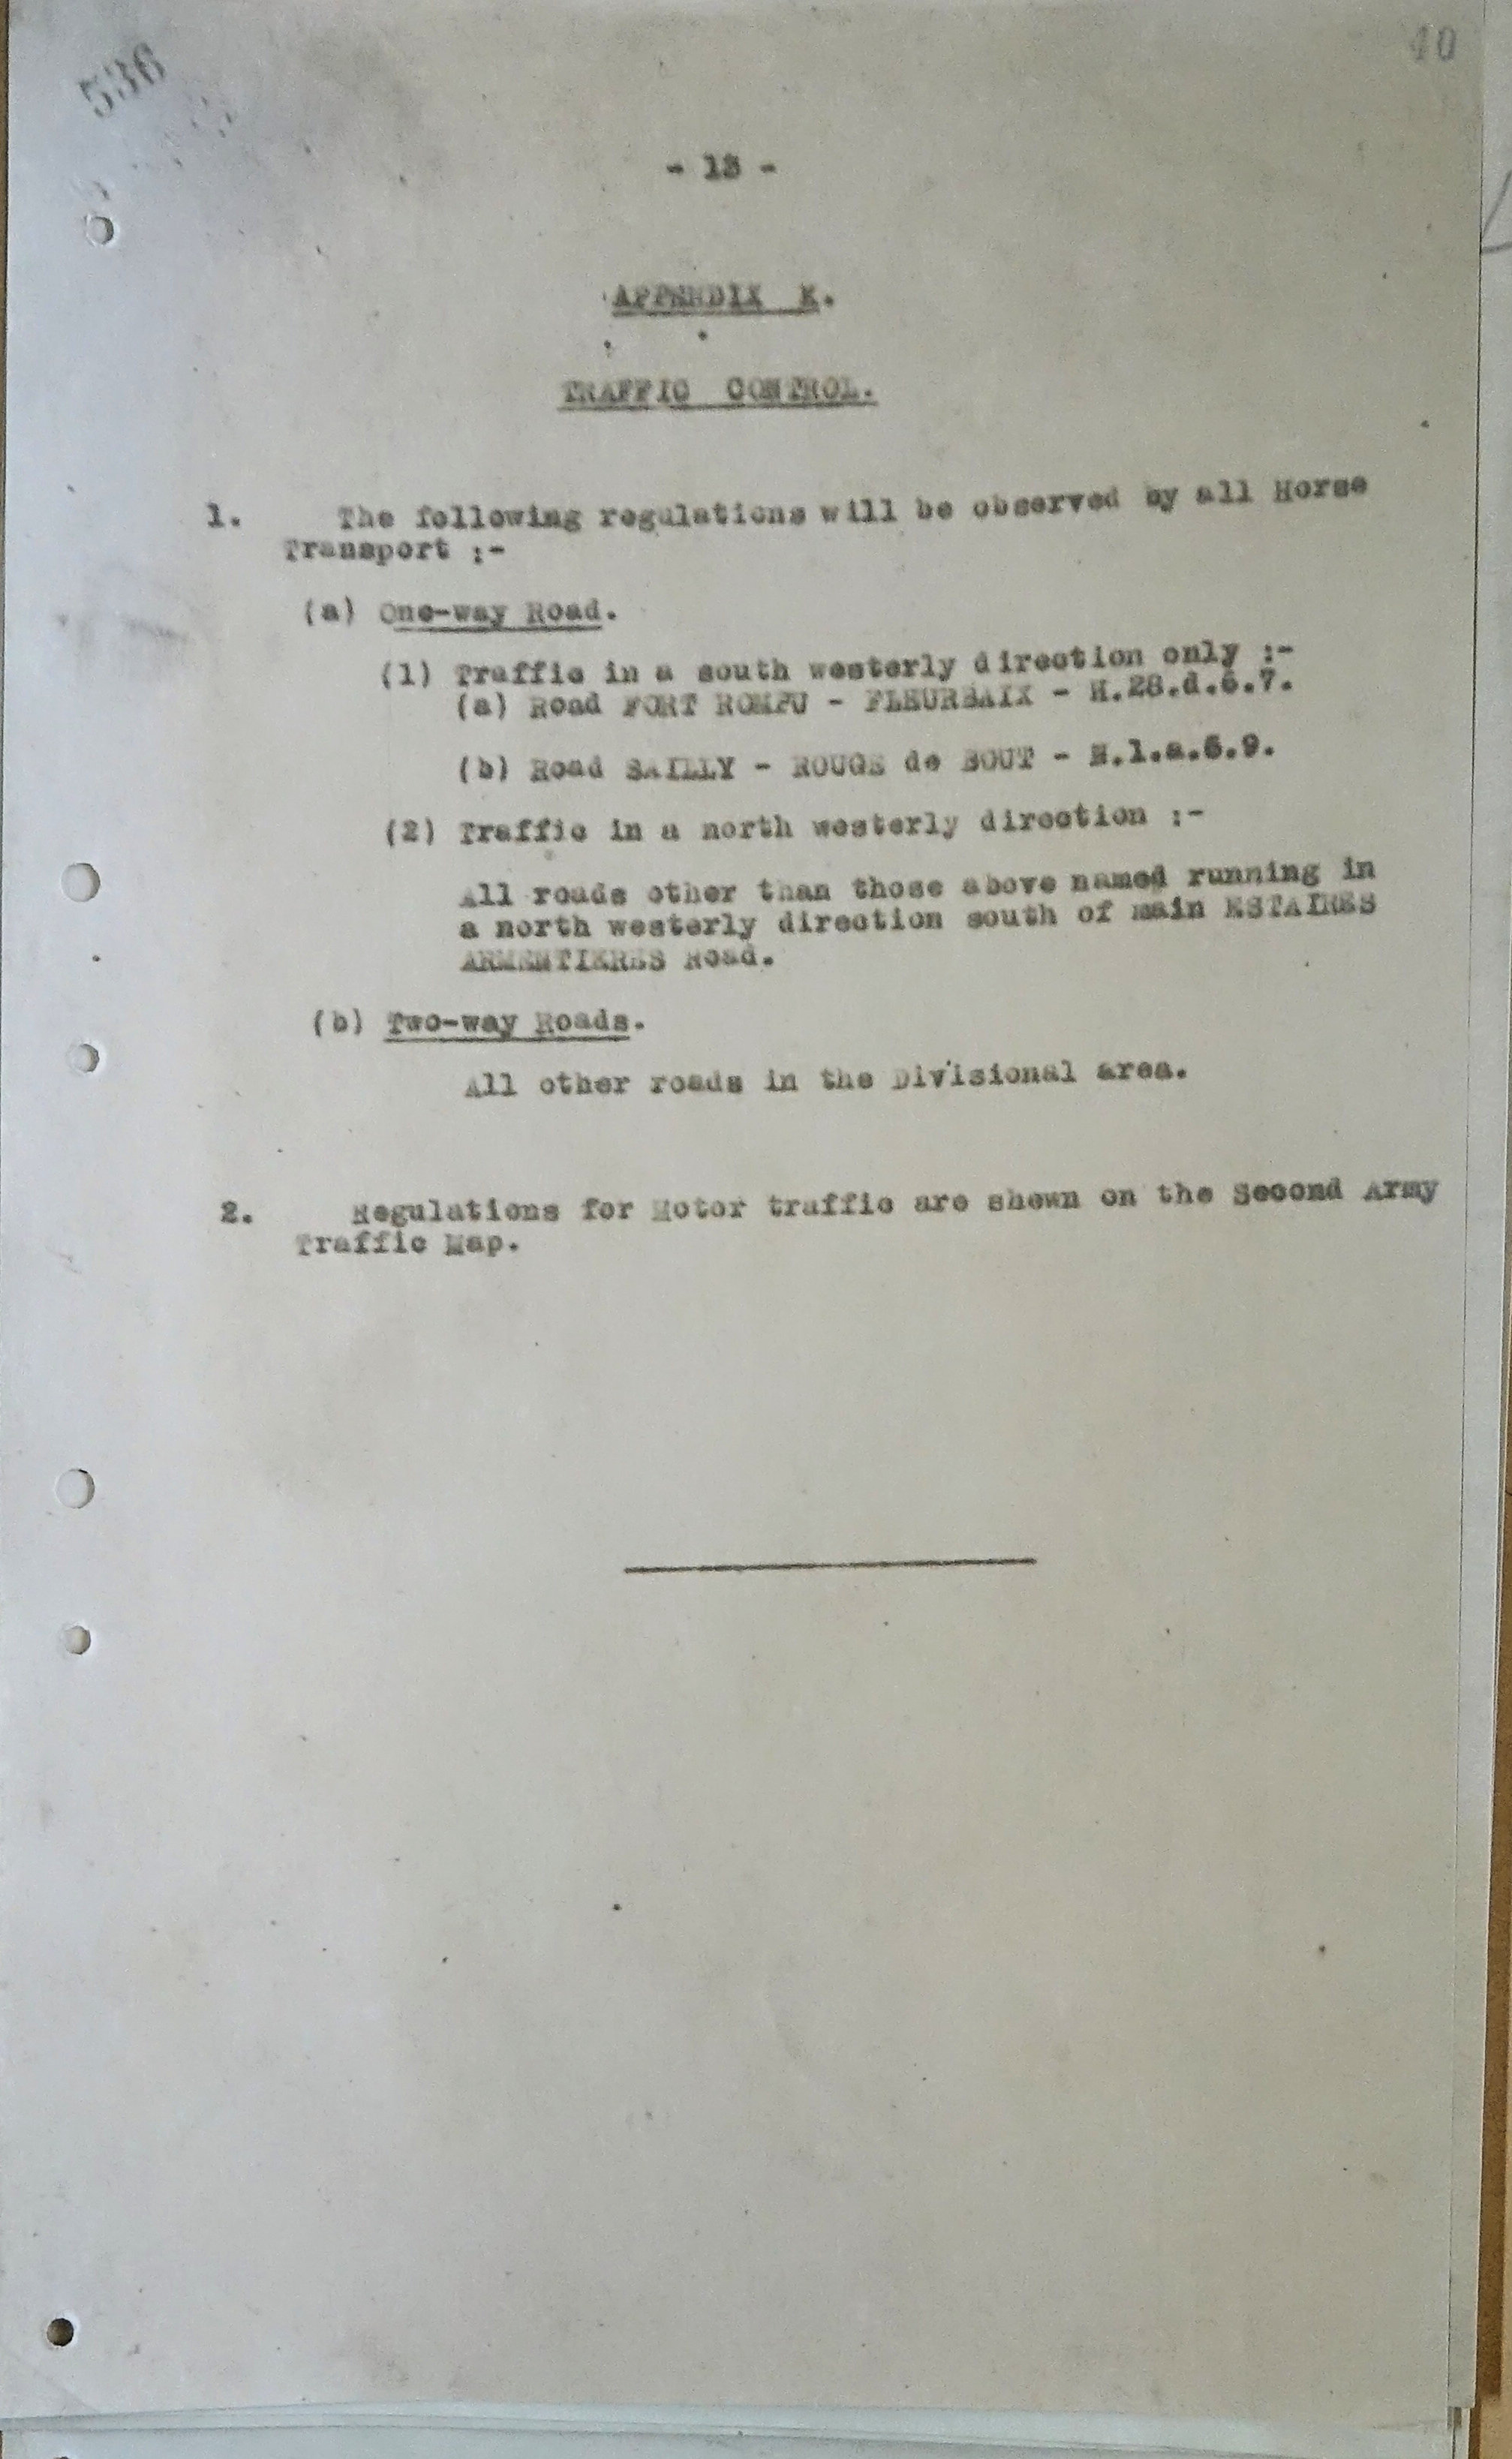 536
40
- 13 -
APPENDIX K.
TRAFFIC CONTROL.
1. The following regulations will be observed by all Horse
Transport :-
(a) One-way Road.
(1) Traffic in a south westerly direction only :-
(a) Road FORT ROMPU - FLEURBAIX - H.28.d.6.7.
(b) Road SAILLY - ROUGE de BOUT - N.1.a.6.9.
(2) Traffic in a north westerly direction :-
All roads other than those above named running in
a north westerly direction south of main ESTAIRES
ARMENTIERES Road.
(b) Two-way Roads.
All other roads in the Divisional area.
2. Regulations for Motor traffic are shewn on the Second Army
Traffic Map.